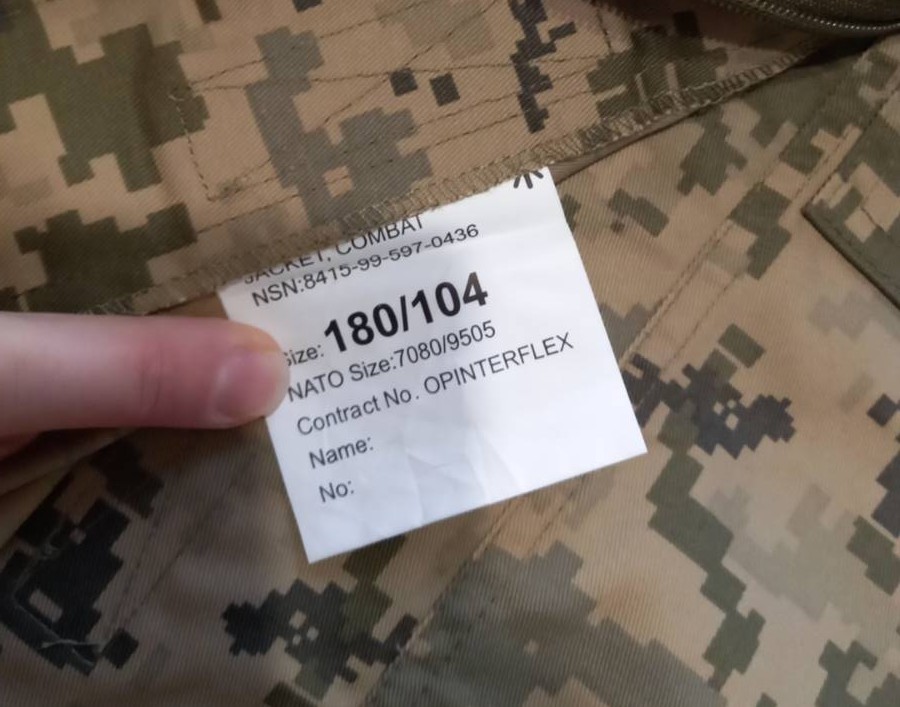 JACKET, COMBAT
NSN:8415-99-597-0436
Size: 180/104
NATO Size:7080/9505
Contract No. OPINTERFLEX
Name:
No: